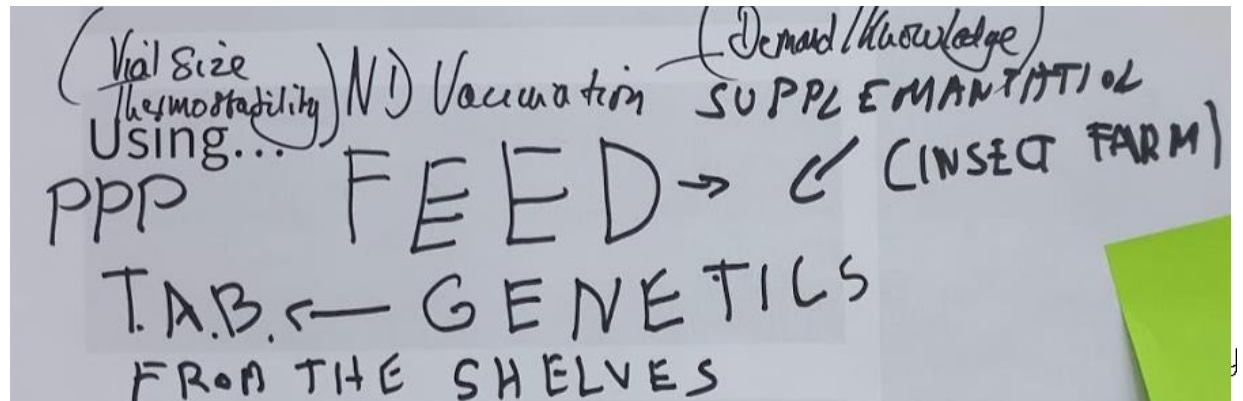 (Vial Size Thermostability) ND Vaccination — (Demand/Knowledge)
SUPPLEMANTATIOL
Using...
PPP FEED → (INSECT FARM)
T.A.B. ← GENETICS
FROM THE SHELVES